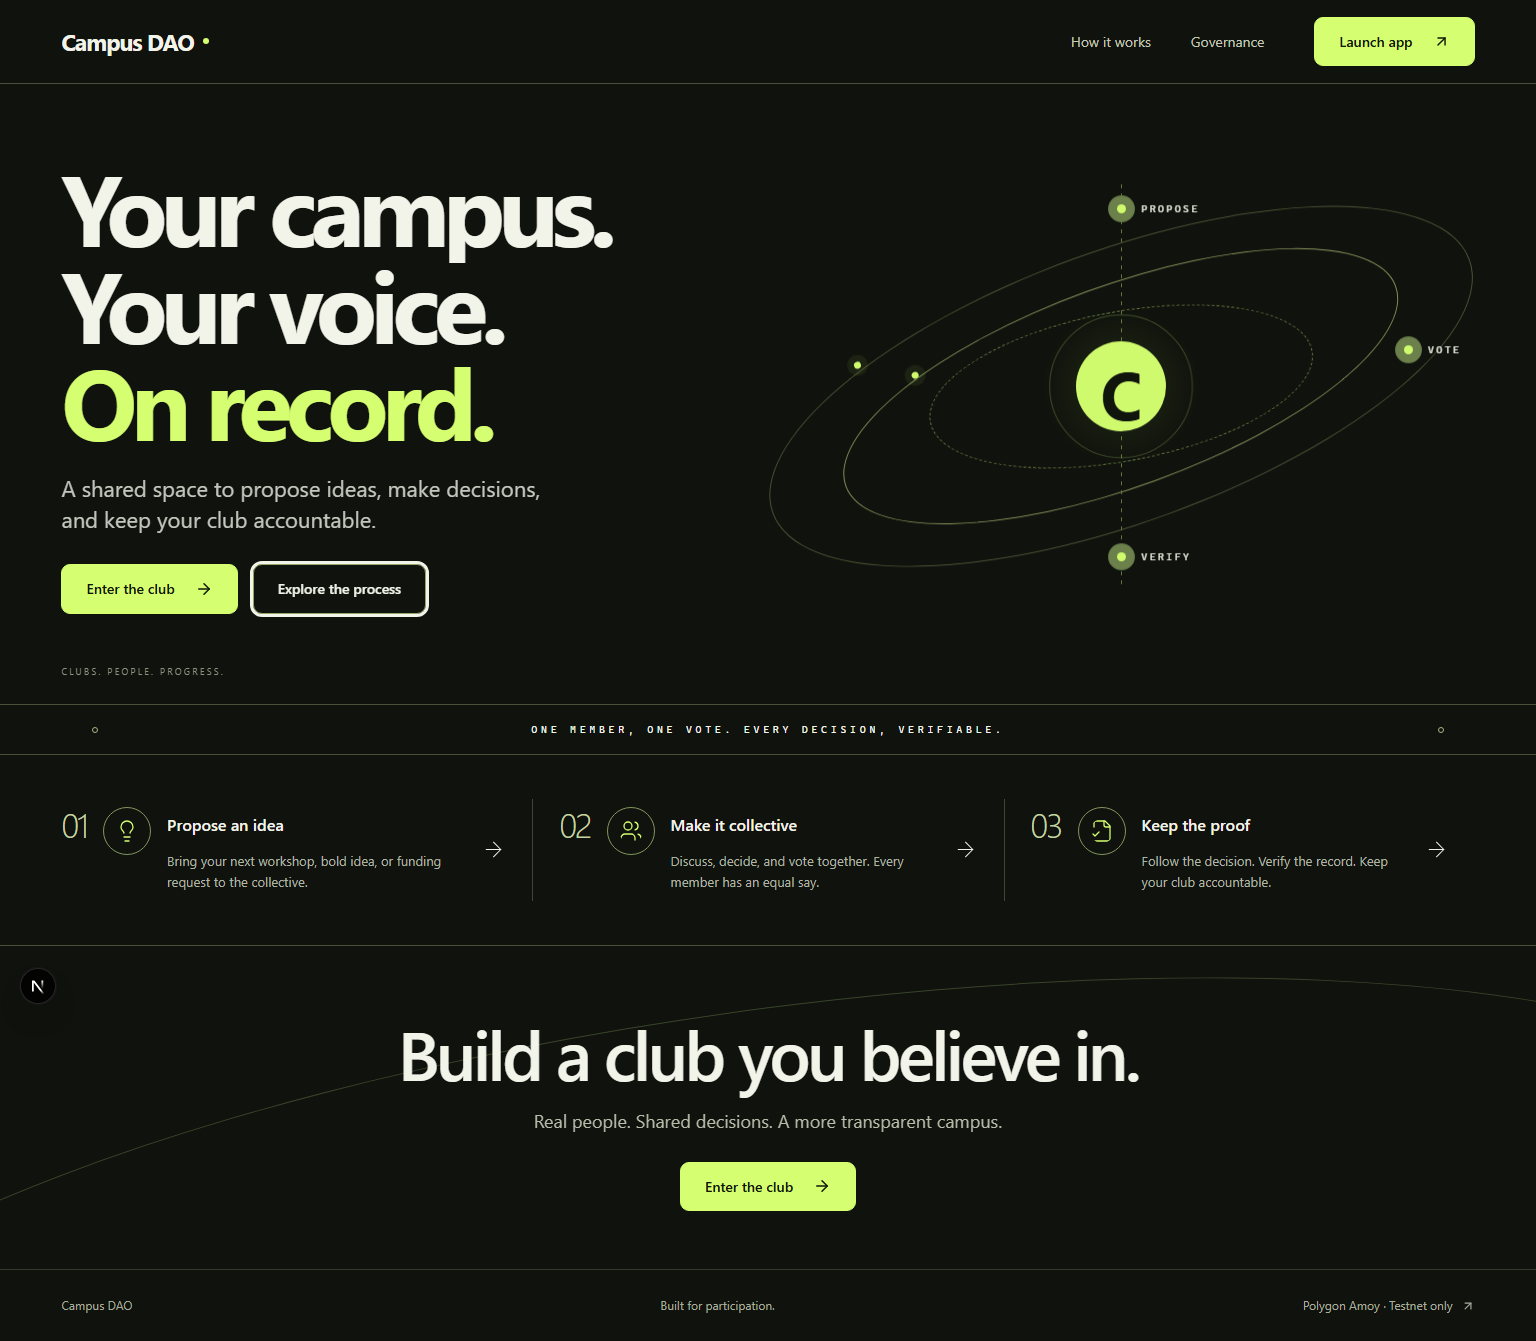 Campus DAO
How it works
Governance
Launch app
Your campus.
Your voice.
On record.
A shared space to propose ideas, make decisions,
and keep your club accountable.
Enter the club
Explore the process
CLUBS. PEOPLE. PROGRESS.
PROPOSE
VOTE
C
VERIFY
ONE MEMBER, ONE VOTE. EVERY DECISION, VERIFIABLE.
01
Propose an idea
Bring your next workshop, bold idea, or funding
request to the collective.
02
Make it collective
Discuss, decide, and vote together. Every
member has an equal say.
03
Keep the proof
Follow the decision. Verify the record. Keep
your club accountable.
N
Build a club you believe in.
Real people. Shared decisions. A more transparent campus.
Enter the club
Campus DAO
Built for participation.
Polygon Amoy · Testnet only